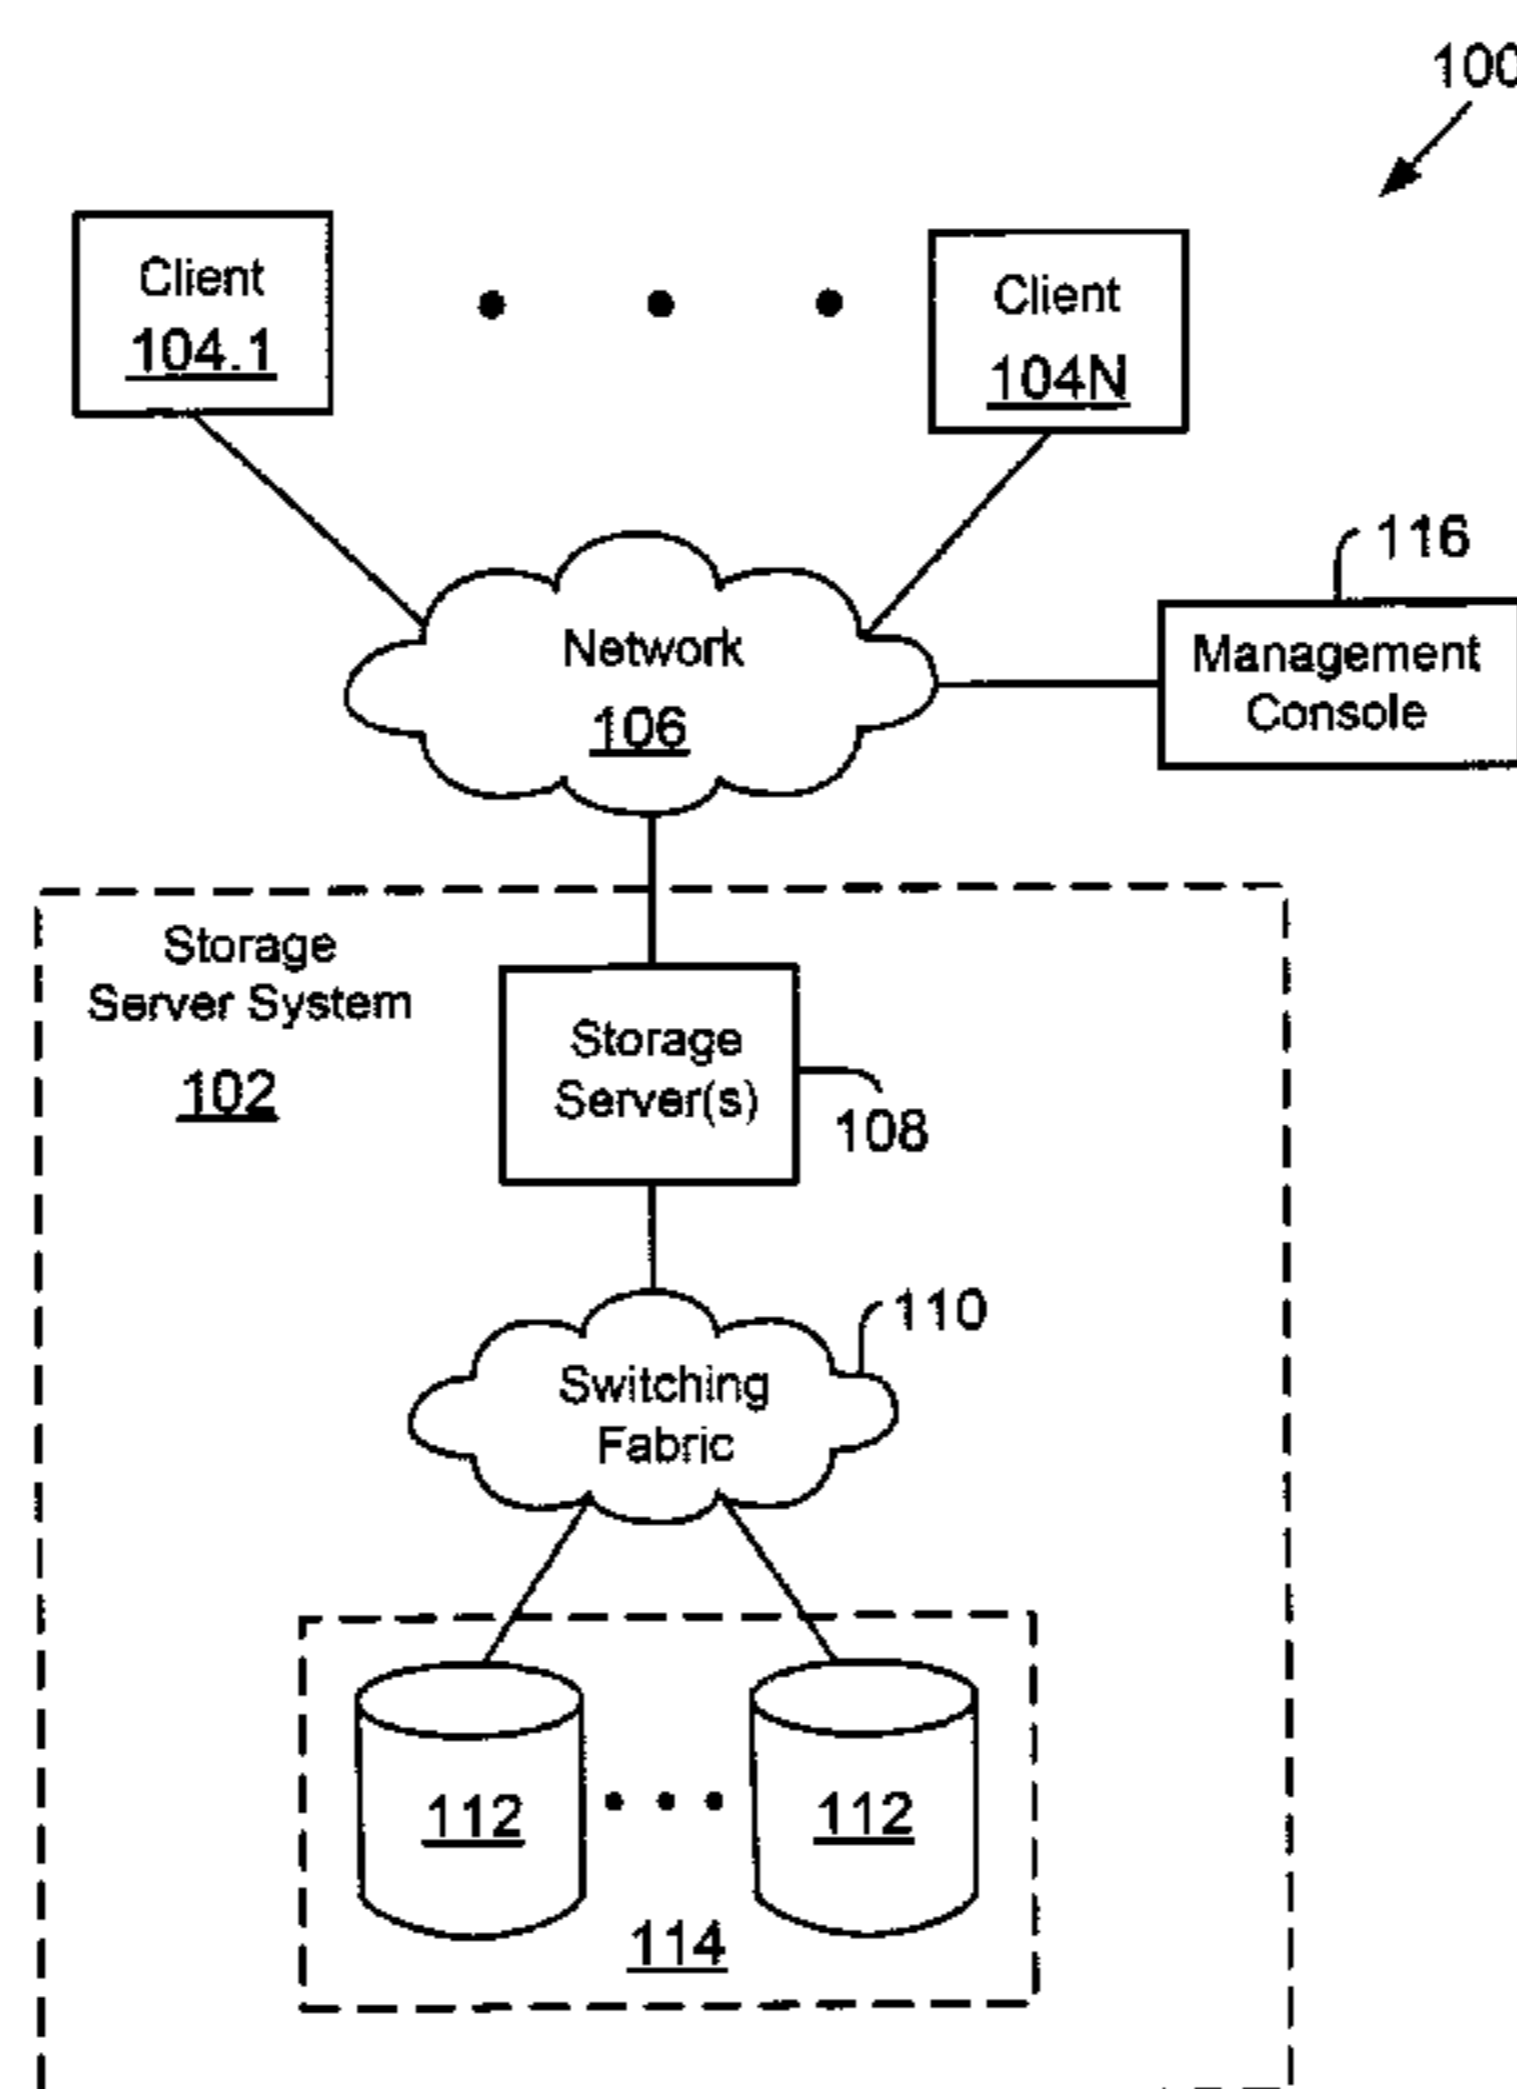 100
Client
104.1
Client
104N
116
Network
106
Management
Console
Storage
Server System
102
Storage
Server(s)
108
110
Switching
Fabric
112
112
114